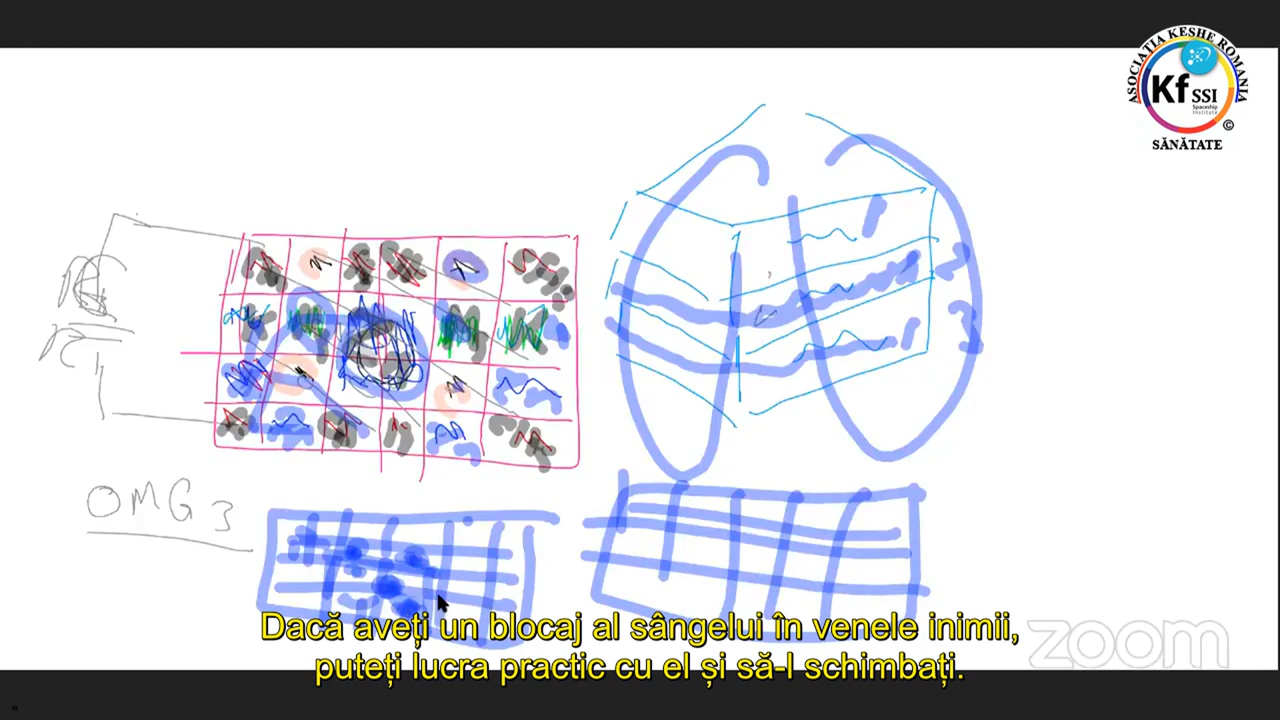 ASOCIAȚIA KESHE ROMANIA
Kf SSI
Spaceship
Institute
©
SĂNĂTATE
OMG 3
Dacă aveți un blocaj al sângelui în venele inimii,
puteți lucra practic cu el și să-l schimbați.
zoom